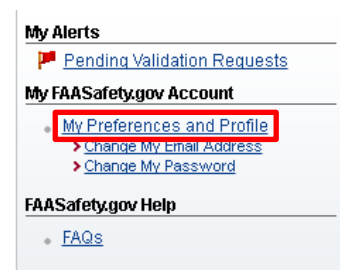 My Alerts
Pending Validation Requests
My FAASafety.gov Account
My Preferences and Profile
Change My Email Address
Change My Password
FAASafety.gov Help
FAQs